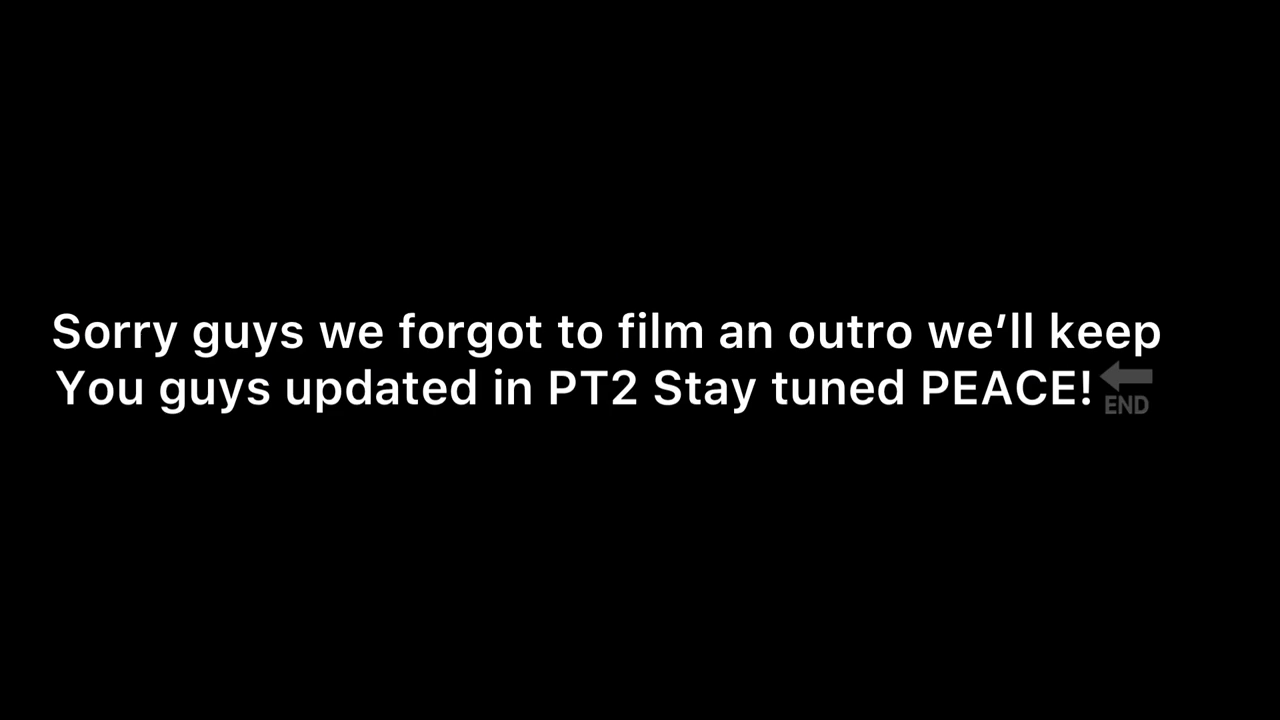 Sorry guys we forgot to film an outro we’ll keep
You guys updated in PT2 Stay tuned PEACE!🔚